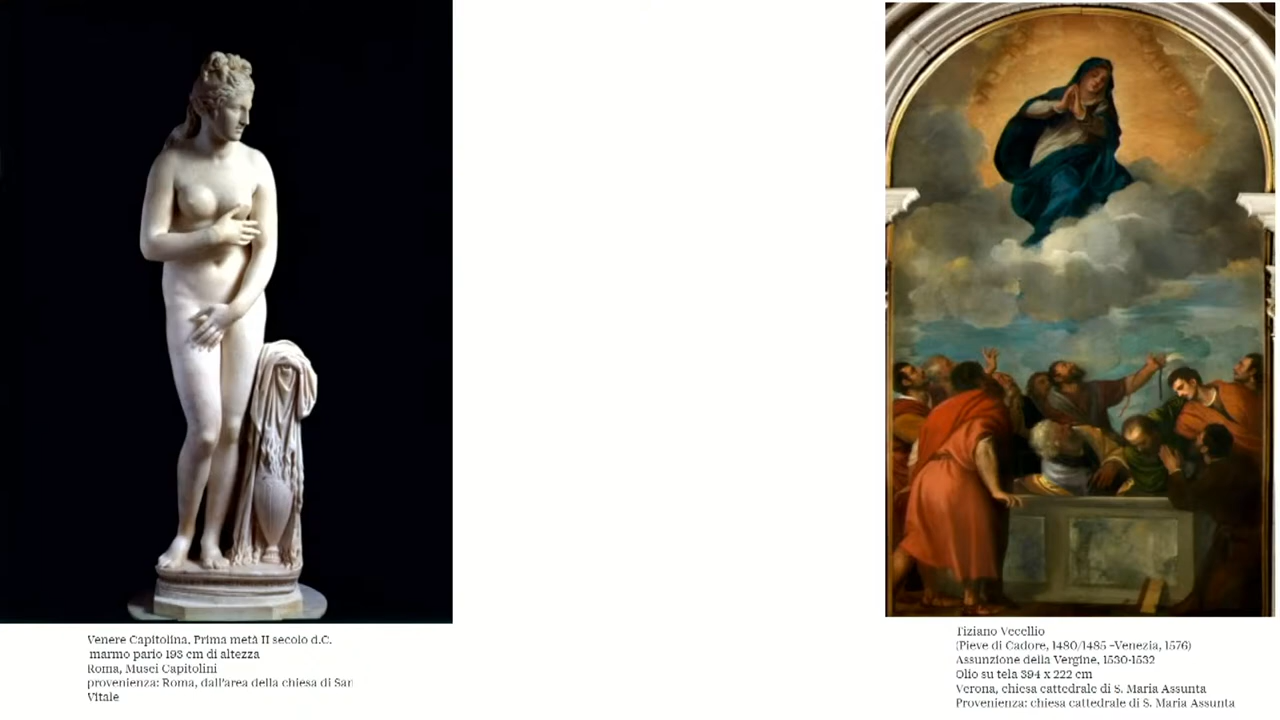 Venere Capitolina. Prima metà II secolo d.C.
marmo pario 193 cm di altezza
Roma, Musei Capitolini
provenienza: Roma, dall'area della chiesa di San
Vitale
Tiziano Vecellio
(Pieve di Cadore, 1480/1485 –Venezia, 1576)
Assunzione della Vergine, 1530-1532
Olio su tela 394 x 222 cm
Verona, chiesa cattedrale di S. Maria Assunta
Provenienza: chiesa cattedrale di S. Maria Assunta